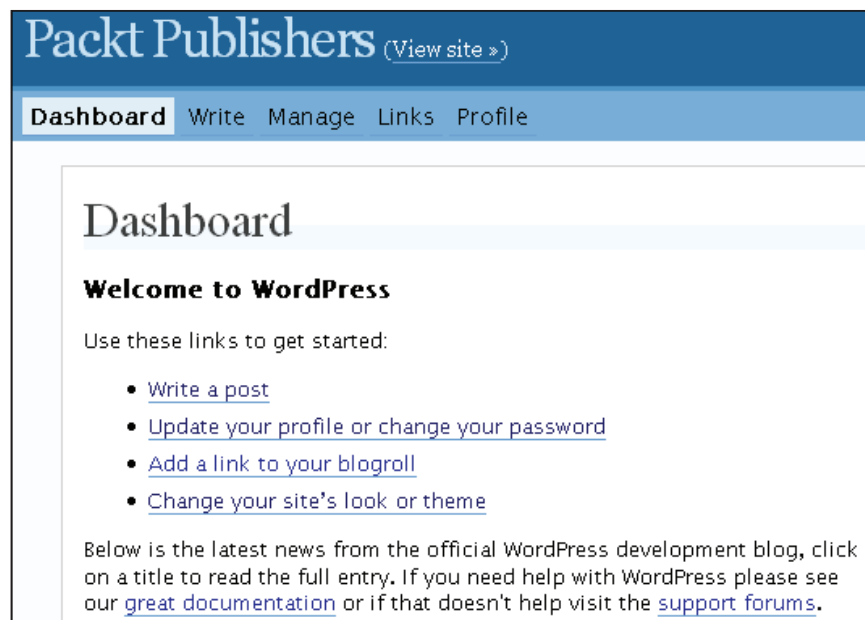 Packt Publishers (View site »)
Dashboard Write Manage Links Profile
Dashboard
Welcome to WordPress
Use these links to get started:
• Write a post
• Update your profile or change your password
• Add a link to your blogroll
• Change your site's look or theme
Below is the latest news from the official WordPress development blog, click
on a title to read the full entry. If you need help with WordPress please see
our great documentation or if that doesn't help visit the support forums.